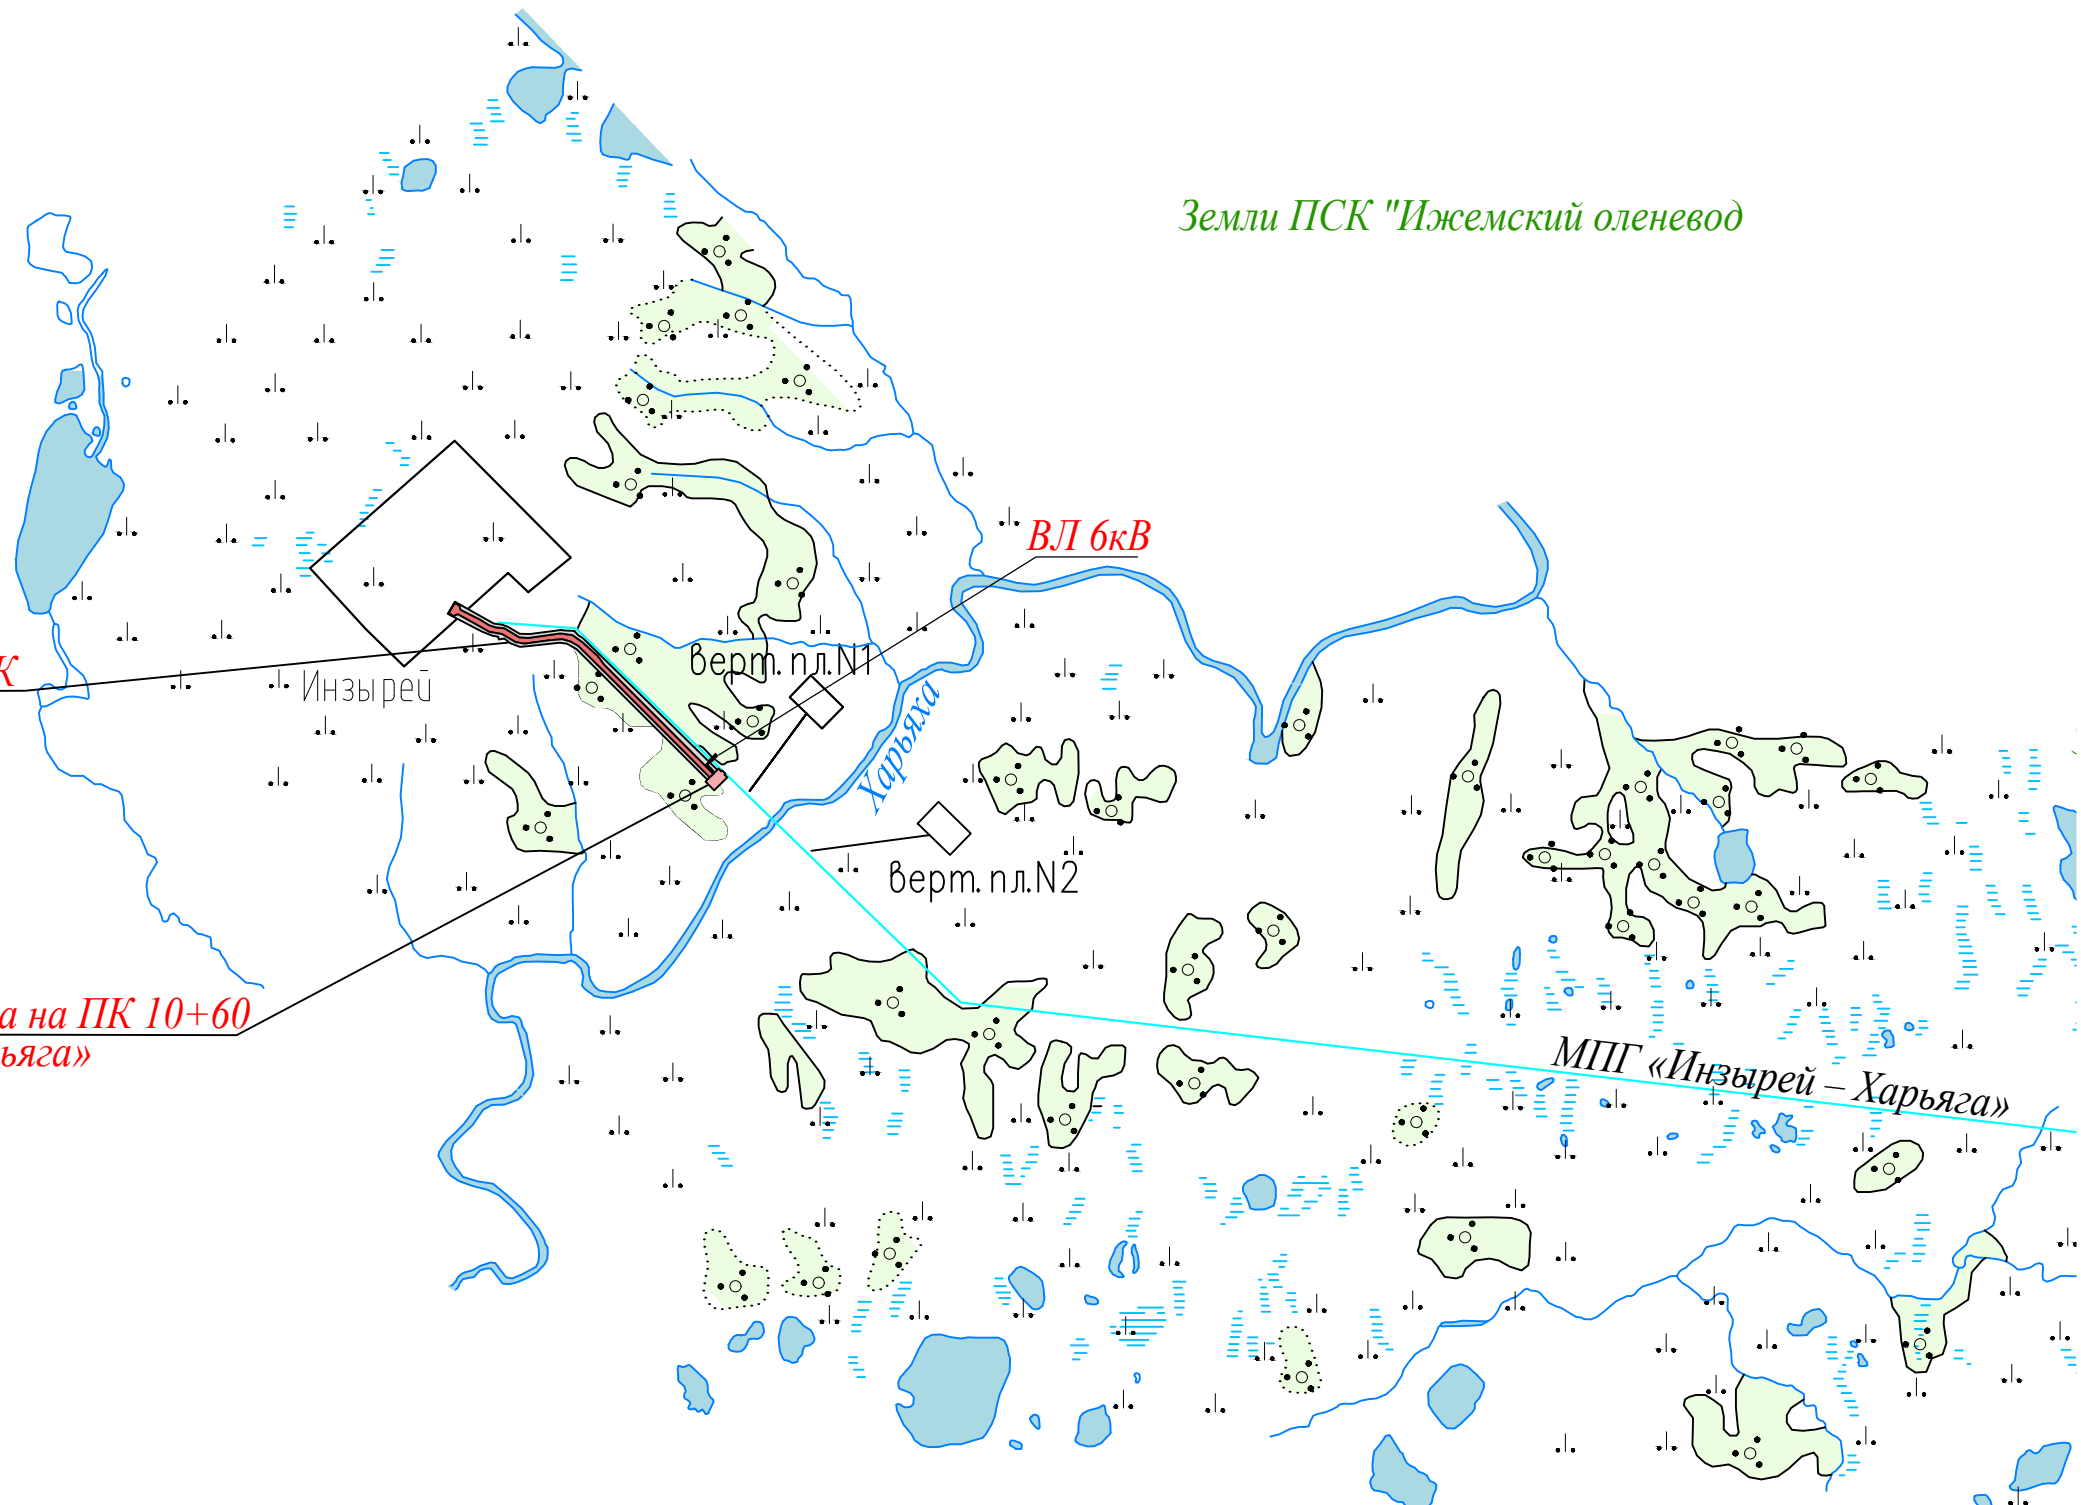 Земли ПСК "Ижемский оленевод
ВЛ 6кВ
К
Инзырей
верт. пл.N1
Харьяха
верт. пл.N2
а на ПК 10+60
ьяга»
МПГ «Инзырей – Харьяга»